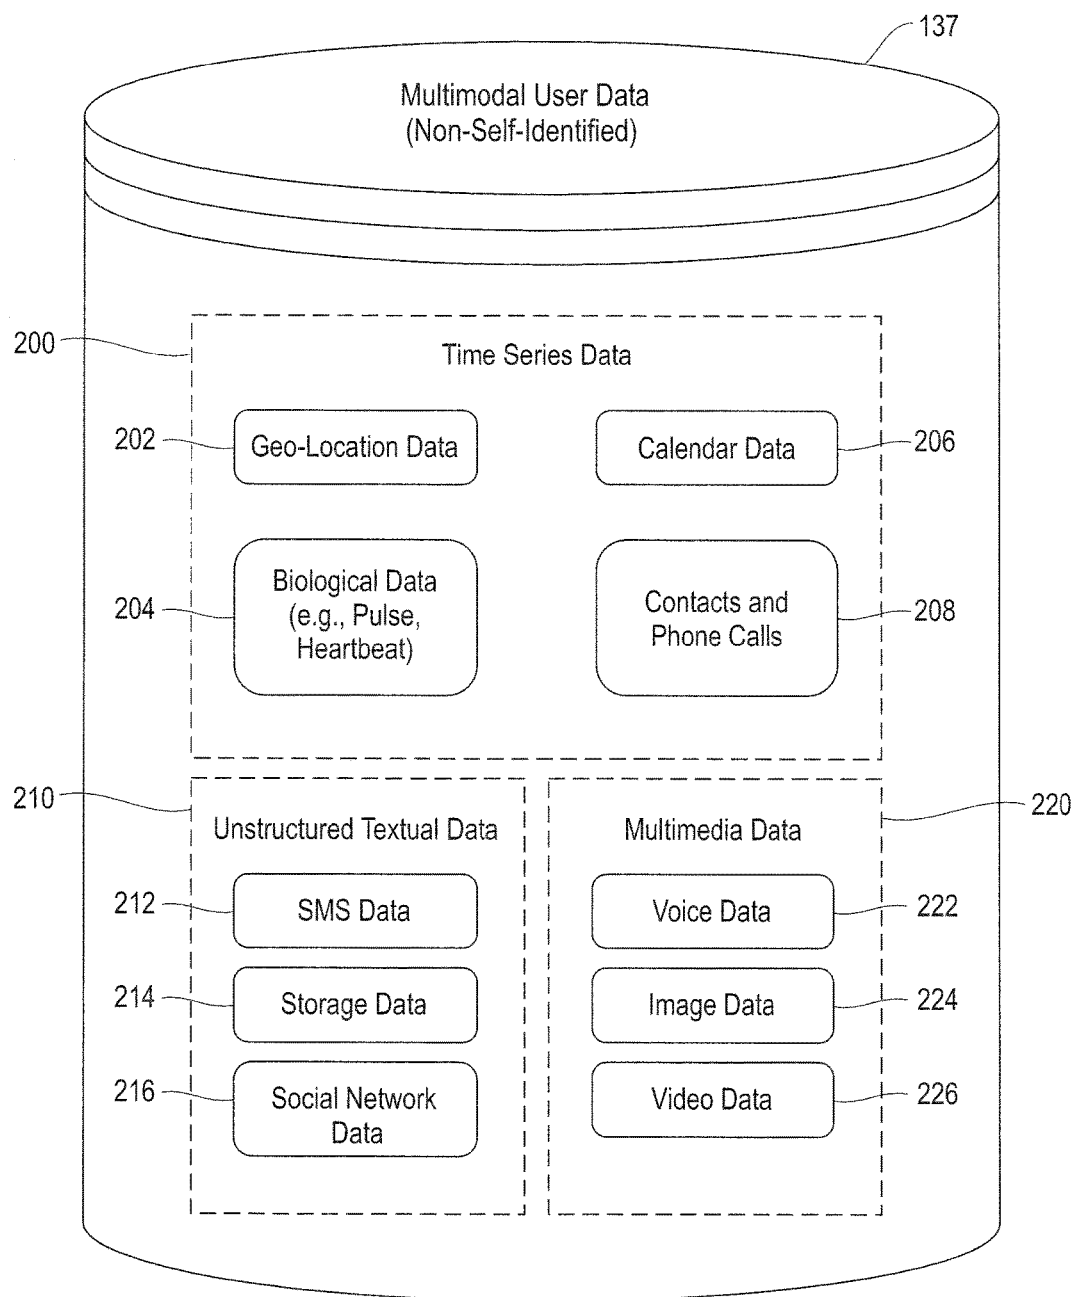 137
Multimodal User Data
(Non-Self-Identified)
200
Time Series Data
202
Geo-Location Data
Calendar Data
206
204
Biological Data
(e.g., Pulse,
Heartbeat)
Contacts and
Phone Calls
208
210
Unstructured Textual Data
212
SMS Data
214
Storage Data
216
Social Network
Data
220
Multimedia Data
Voice Data
222
Image Data
224
Video Data
226